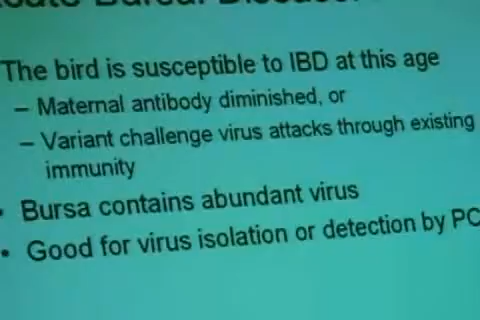 The bird is susceptible to IBD at this age
– Maternal antibody diminished, or
– Variant challenge virus attacks through existing
immunity
• Bursa contains abundant virus
• Good for virus isolation or detection by PC